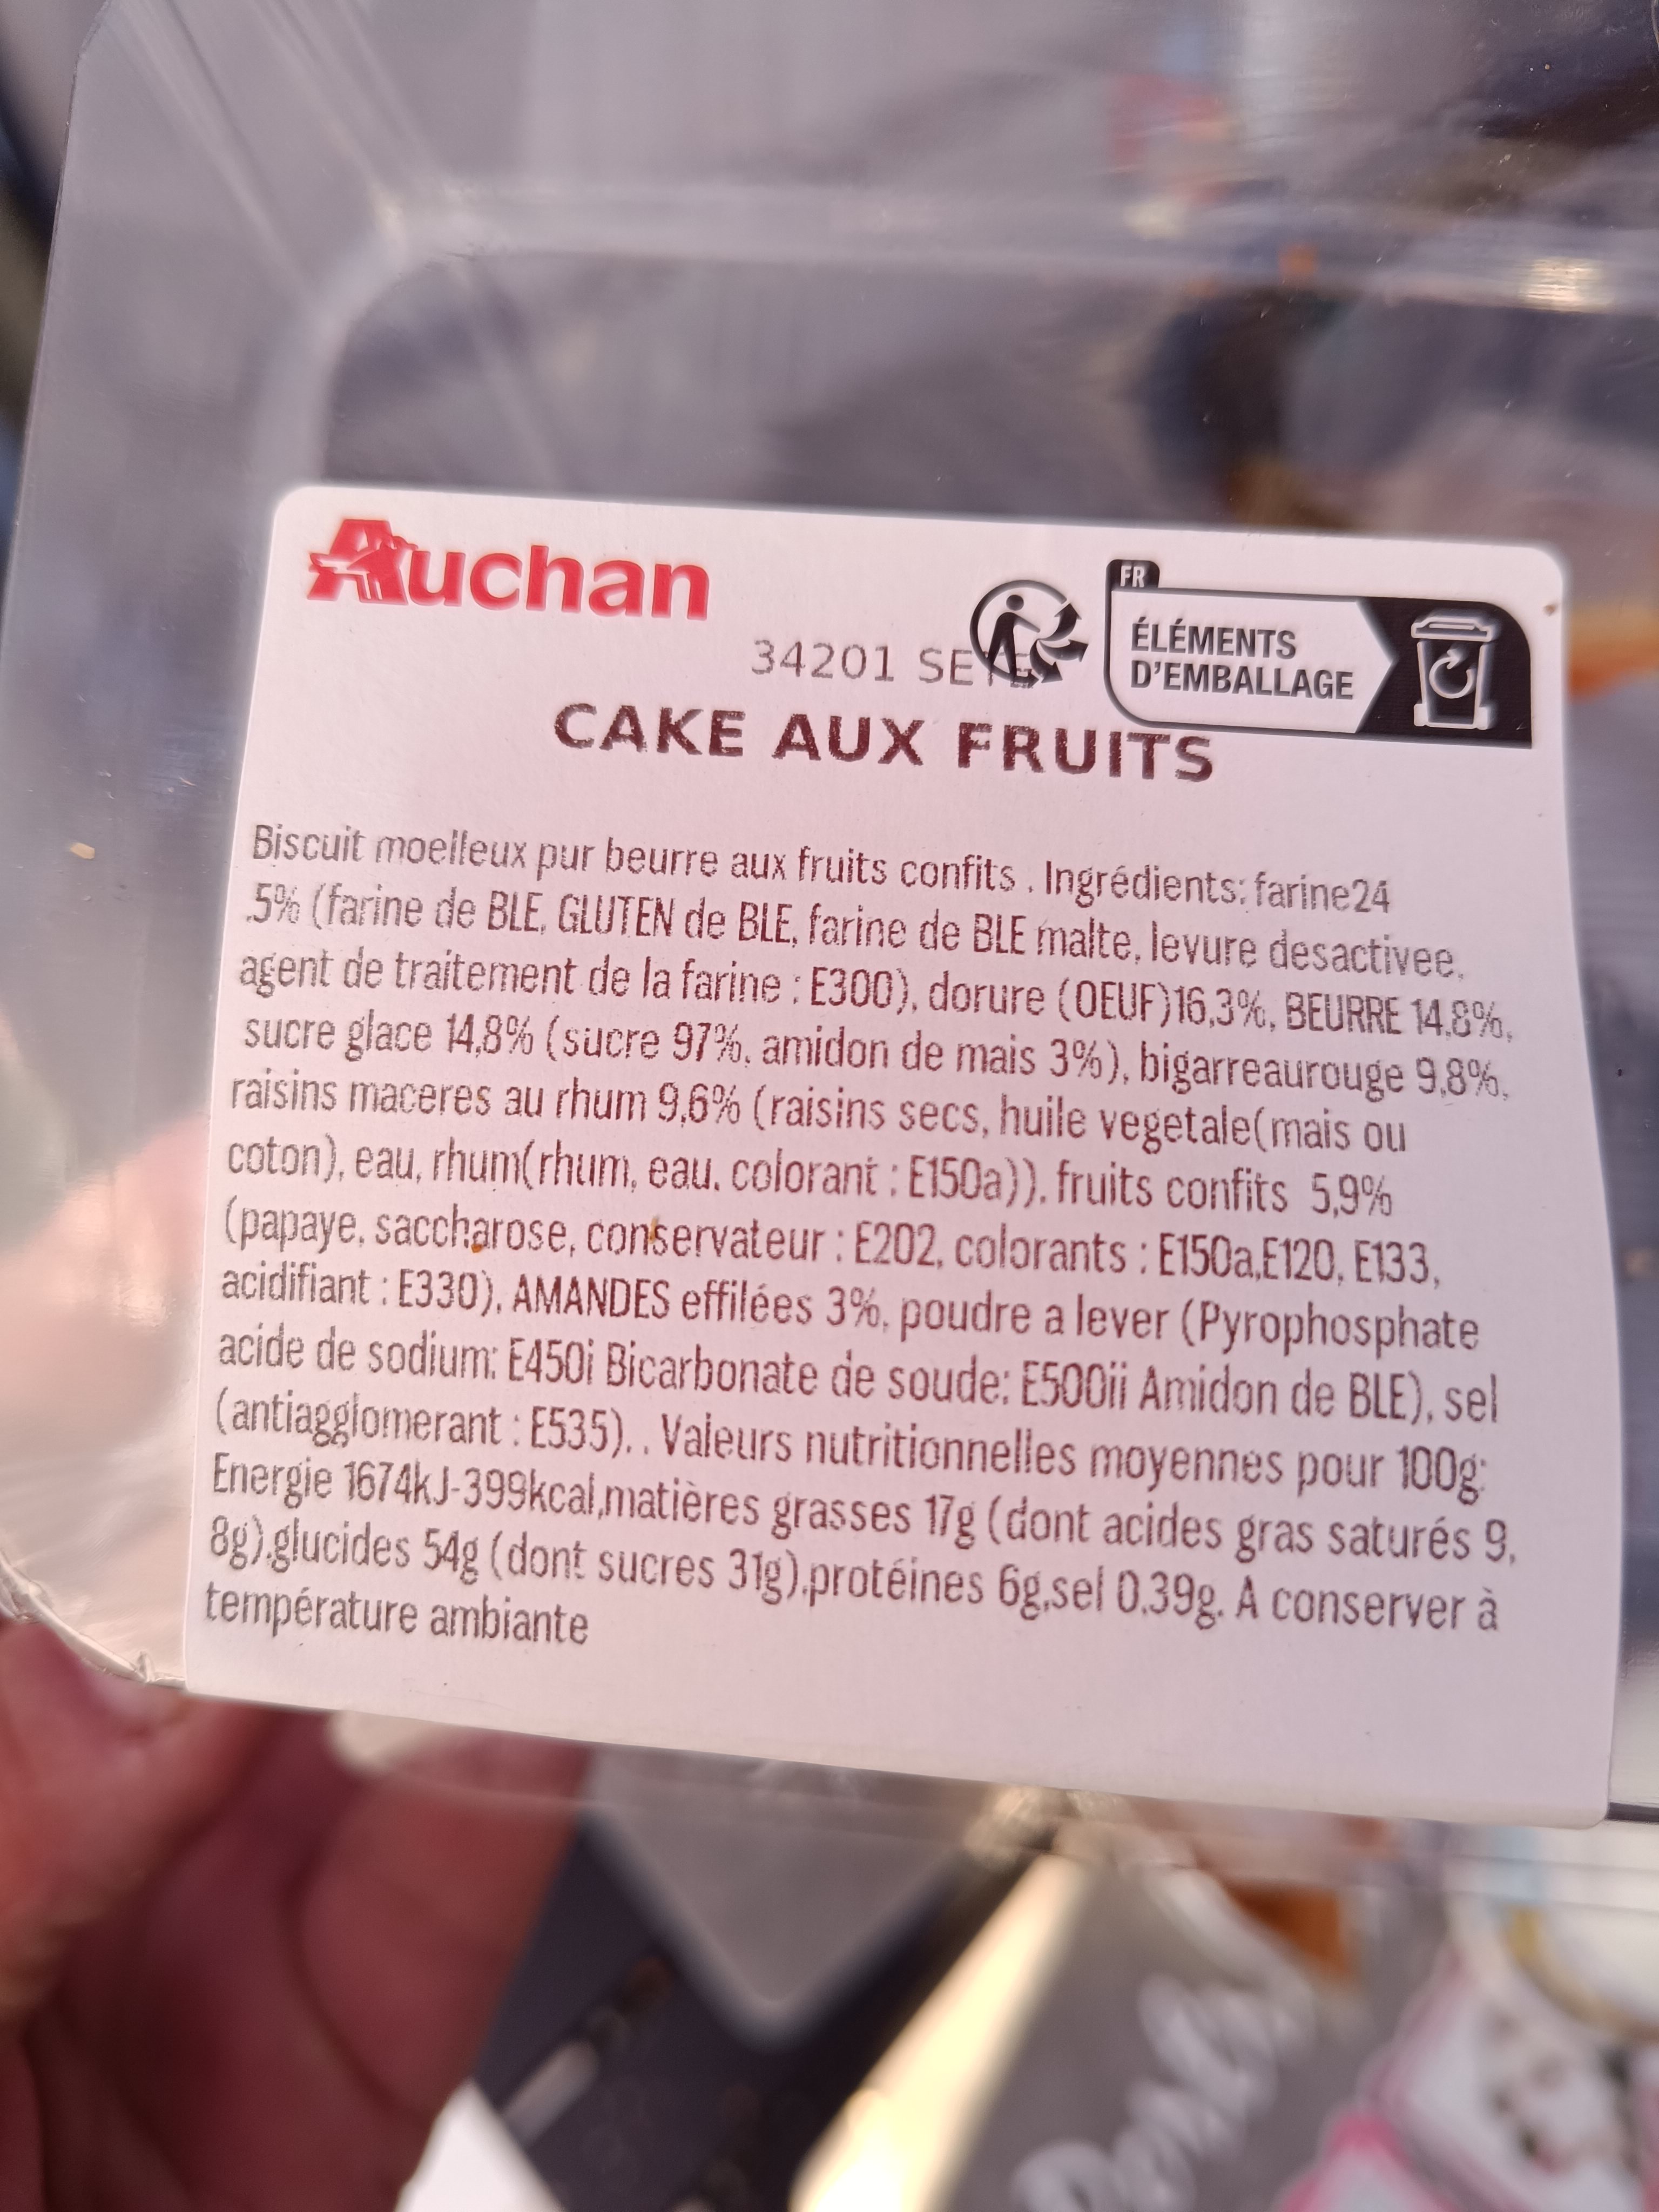 Auchan
FR
ÉLÉMENTS
D'EMBALLAGE
34201 SETE
CAKE AUX FRUITS
Biscuit moelleux pur beurre aux fruits confits . Ingrédients: farine24
.5% (farine de BLE, GLUTEN de BLE, farine de BLE malte, levure desactivee,
agent de traitement de la farine : E300), dorure (OEUF)16,3%, BEURRE 14,8%,
sucre glace 14,8% (sucre 97%, amidon de mais 3%), bigarreaurouge 9,8%,
raisins maceres au rhum 9,6% (raisins secs, huile vegetale(mais ou
coton), eau, rhum(rhum, eau, colorant : E150a)), fruits confits 5,9%
(papaye, saccharose, conservateur : E202, colorants : E150a,E120, E133,
acidifiant : E330), AMANDES effilées 3%, poudre a lever (Pyrophosphate
acide de sodium: E450i Bicarbonate de soude: E500ii Amidon de BLE), sel
(antiagglomerant : E535). . Valeurs nutritionnelles moyennes pour 100g:
Energie 1674kJ-399kcal,matières grasses 17g (dont acides gras saturés 9,
8g),glucides 54g (dont sucres 31g),protéines 6g,sel 0,39g. A conserver à
température ambiante